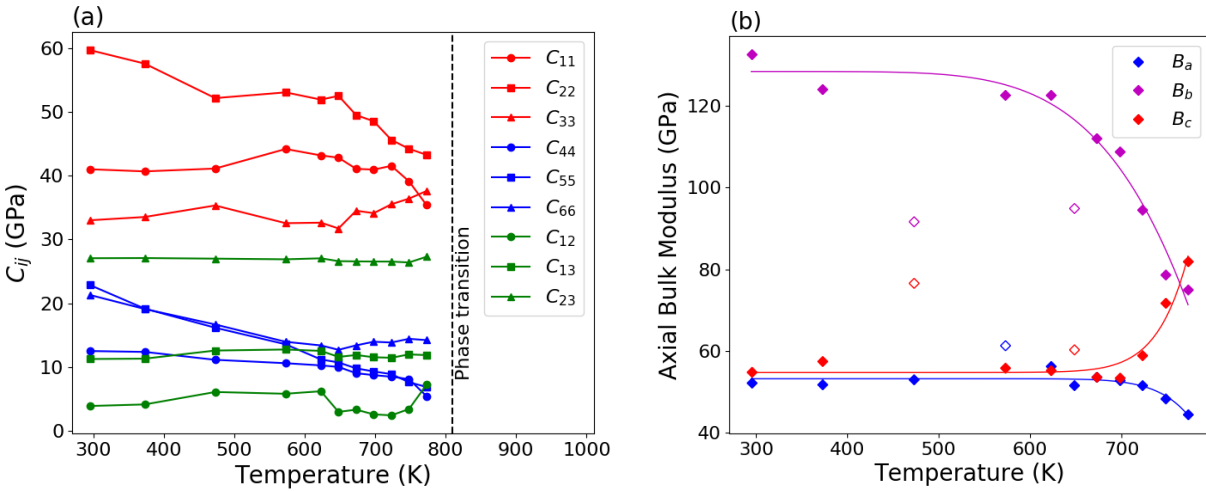 (a)
C_ij (GPa)
60
50
40
30
20
10
0
300 400 500 600 700 800 900 1000
Temperature (K)
Phase transition
C_11
C_22
C_33
C_44
C_55
C_66
C_12
C_13
C_23
(b)
Axial Bulk Modulus (GPa)
120
100
80
60
40
300 400 500 600 700
Temperature (K)
B_a
B_b
B_c